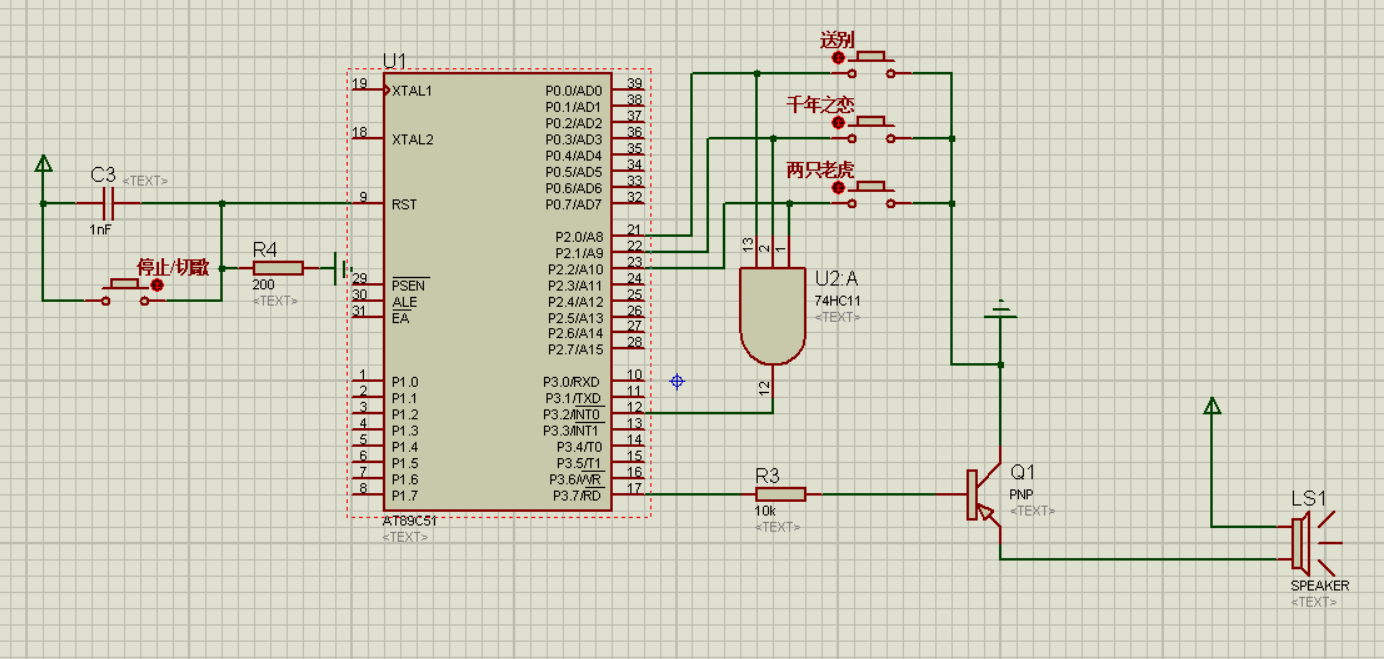 U1
19
XTAL1
18
XTAL2
9
RST
29
PSEN
30
ALE
31
EA
1
P1.0
2
P1.1
3
P1.2
4
P1.3
5
P1.4
6
P1.5
7
P1.6
8
P1.7
P0.0/AD0
39
P0.1/AD1
38
P0.2/AD2
37
P0.3/AD3
36
P0.4/AD4
35
P0.5/AD5
34
P0.6/AD6
33
P0.7/AD7
32
P2.0/A8
21
P2.1/A9
22
P2.2/A10
23
P2.3/A11
24
P2.4/A12
25
P2.5/A13
26
P2.6/A14
27
P2.7/A15
28
P3.0/RXD
10
P3.1/TXD
11
P3.2/INT0
12
P3.3/INT1
13
P3.4/T0
14
P3.5/T1
15
P3.6/WR
16
P3.7/RD
17
AT89C51
<TEXT>
C3
<TEXT>
1nF
停止/切歌
R4
200
<TEXT>
送别
千年之恋
两只老虎
13
2
1
U2:A
74HC11
<TEXT>
12
R3
10k
<TEXT>
Q1
PNP
<TEXT>
LS1
SPEAKER
<TEXT>